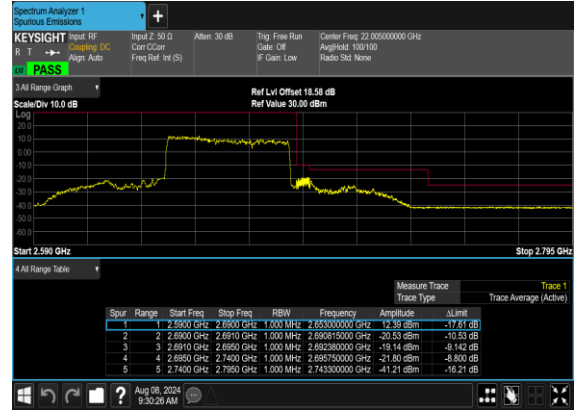 Spectrum Analyzer 1
Spurious Emissions
+
KEYSIGHT Input: RF Input Z: 50 Ω Atten: 30 dB Trig: Free Run Center Freq: 22.005000000 GHz
R T Coupling: DC Corr CCorr Gate: Off Avg|Hold: 100/100
Align: Auto Freq Ref: Int (S) IF Gain: Low Radio Std: None
PASS
3 All Range Graph
Ref Lvl Offset 18.58 dB
Scale/Div 10.0 dB Ref Value 30.00 dBm
Log
20.0
10.0
0.00
-10.0
-20.0
-30.0
-40.0
-50.0
Start 2.590 GHz Stop 2.795 GHz
4 All Range Table
Measure Trace Trace 1
Trace Type Trace Average (Active)
Spur Range Start Freq Stop Freq RBW Frequency Amplitude ΔLimit
1 1 2.5900 GHz 2.6900 GHz 1.000 MHz 2.653000000 GHz 12.39 dBm -17.61 dB
2 2 2.6900 GHz 2.6910 GHz 1.000 MHz 2.690815000 GHz -20.53 dBm -10.53 dB
3 3 2.6910 GHz 2.6950 GHz 1.000 MHz 2.692380000 GHz -19.14 dBm -9.142 dB
4 4 2.6950 GHz 2.7400 GHz 1.000 MHz 2.695750000 GHz -21.80 dBm -8.800 dB
5 5 2.7400 GHz 2.7950 GHz 1.000 MHz 2.743300000 GHz -41.21 dBm -16.21 dB
? Aug 08, 2024
9:30:26 AM